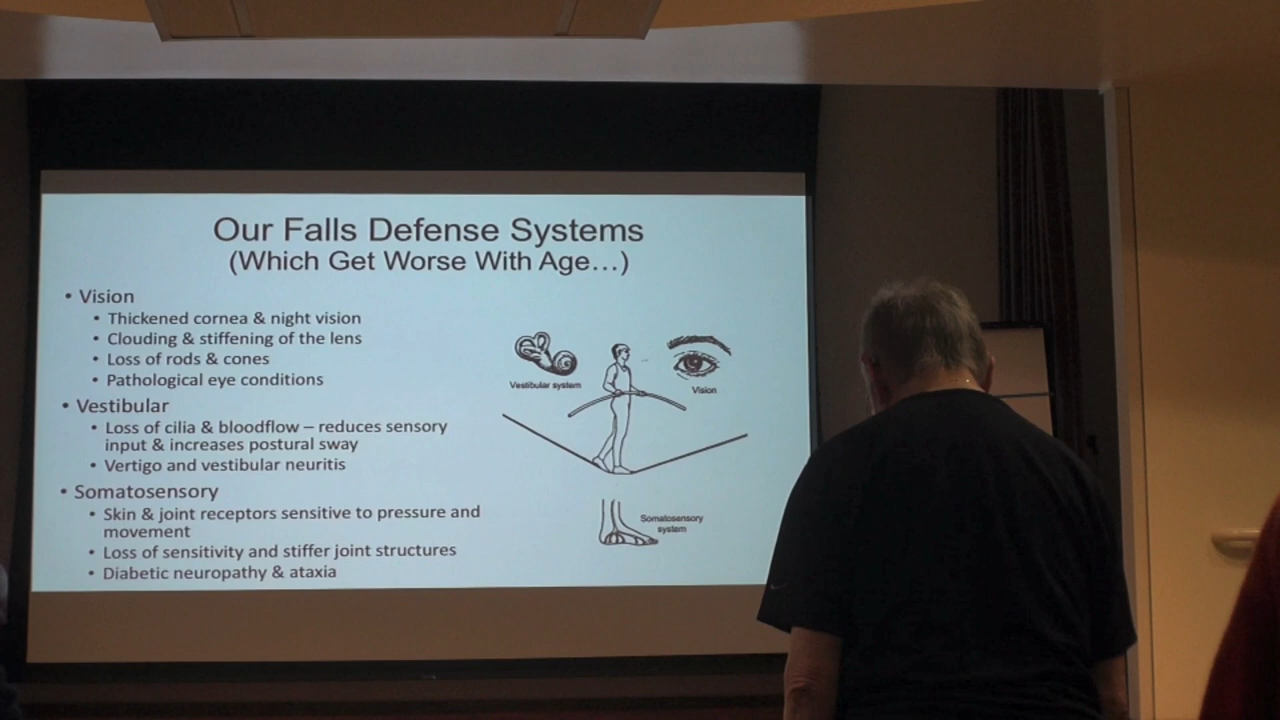 Our Falls Defense Systems
(Which Get Worse With Age…)
• Vision
• Thickened cornea & night vision
• Clouding & stiffening of the lens
• Loss of rods & cones
• Pathological eye conditions
• Vestibular
• Loss of cilia & bloodflow – reduces sensory
input & increases postural sway
• Vertigo and vestibular neuritis
• Somatosensory
• Skin & joint receptors sensitive to pressure and
movement
• Loss of sensitivity and stiffer joint structures
• Diabetic neuropathy & ataxia
Vestibular system
Vision
Somatosensory
system